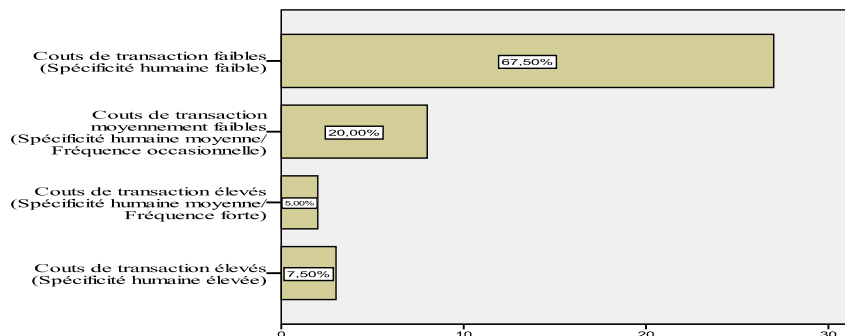 Couts de transaction faibles
(Spécificité humaine faible)
67,50%
Couts de transaction
moyennement faibles
(Spécificité humaine moyenne/
Fréquence occasionnelle)
20,00%
Couts de transaction élevés
(Spécificité humaine moyenne/
Fréquence forte)
5,00%
Couts de transaction élevés
(Spécificité humaine élevée)
7,50%
0 10 20 30